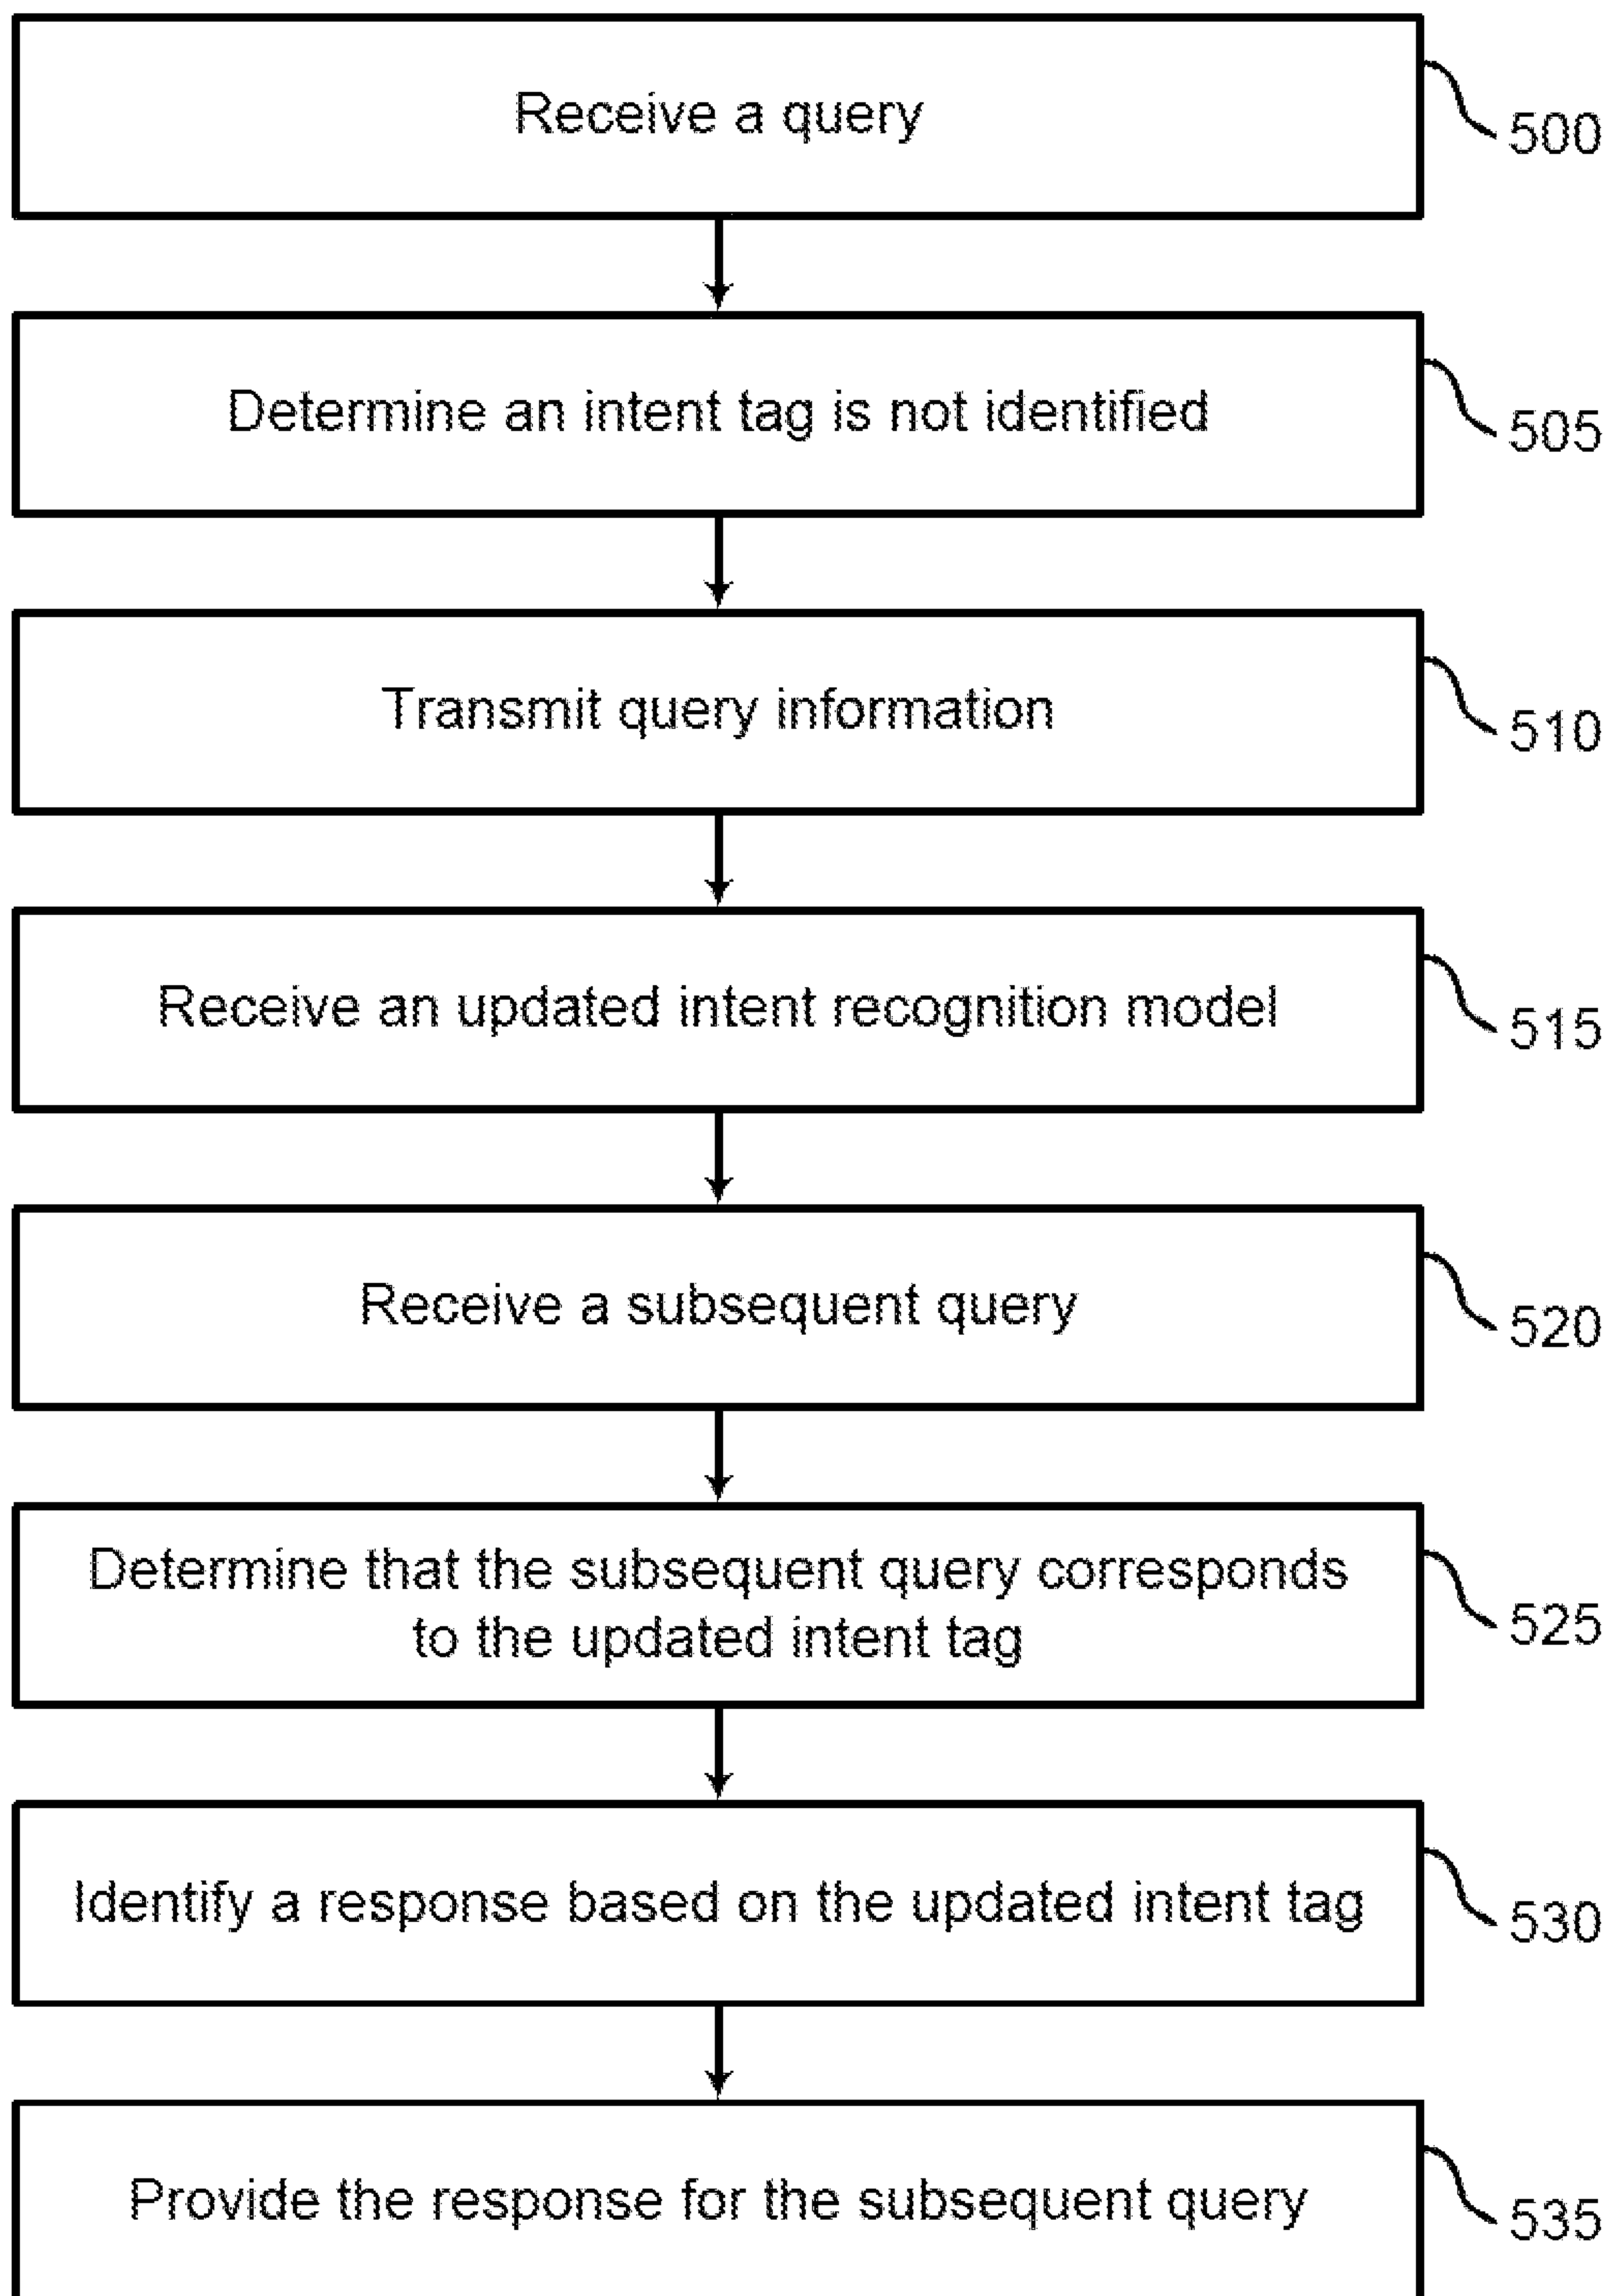 Receive a query
500
Determine an intent tag is not identified
505
Transmit query information
510
Receive an updated intent recognition model
515
Receive a subsequent query
520
Determine that the subsequent query corresponds
to the updated intent tag
525
Identify a response based on the updated intent tag
530
Provide the response for the subsequent query
535